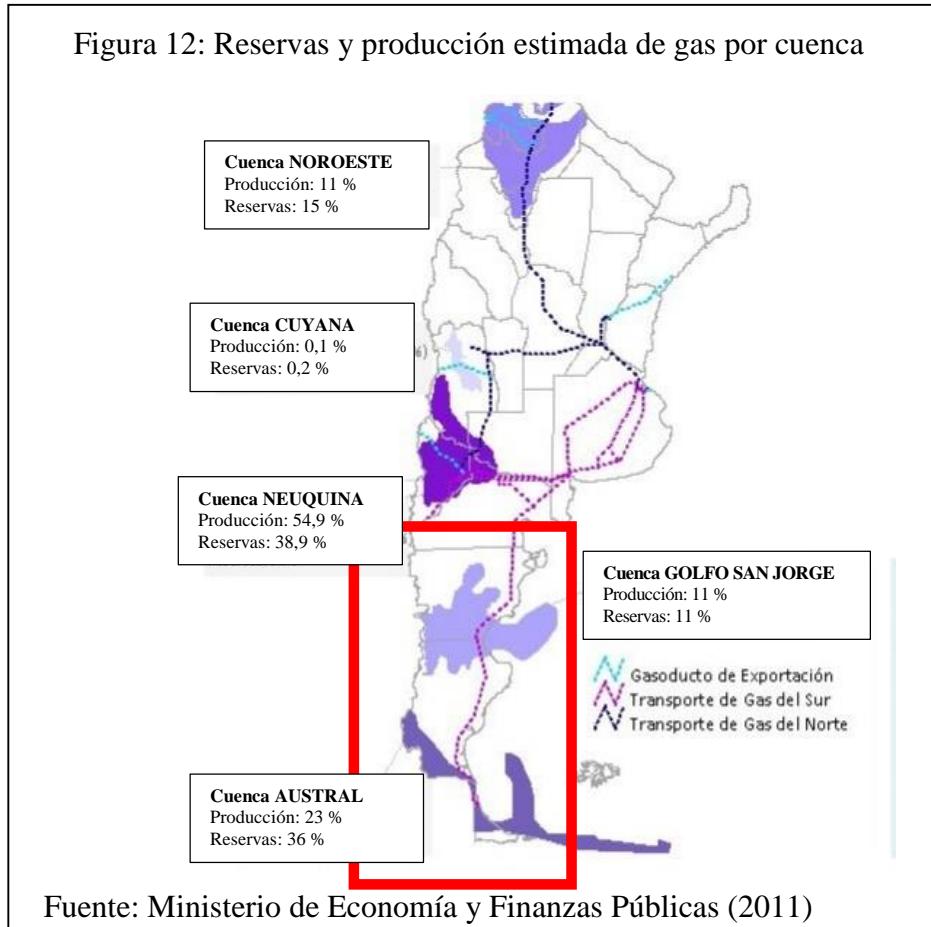 Figura 12: Reservas y producción estimada de gas por cuenca
Cuenca NOROESTE
Producción: 11 %
Reservas: 15 %
Cuenca CUYANA
Producción: 0,1 %
Reservas: 0,2 %
Cuenca NEUQUINA
Producción: 54,9 %
Reservas: 38,9 %
Cuenca GOLFO SAN JORGE
Producción: 11 %
Reservas: 11 %
Gasoducto de Exportación
Transporte de Gas del Sur
Transporte de Gas del Norte
Cuenca AUSTRAL
Producción: 23 %
Reservas: 36 %
Fuente: Ministerio de Economía y Finanzas Públicas (2011)